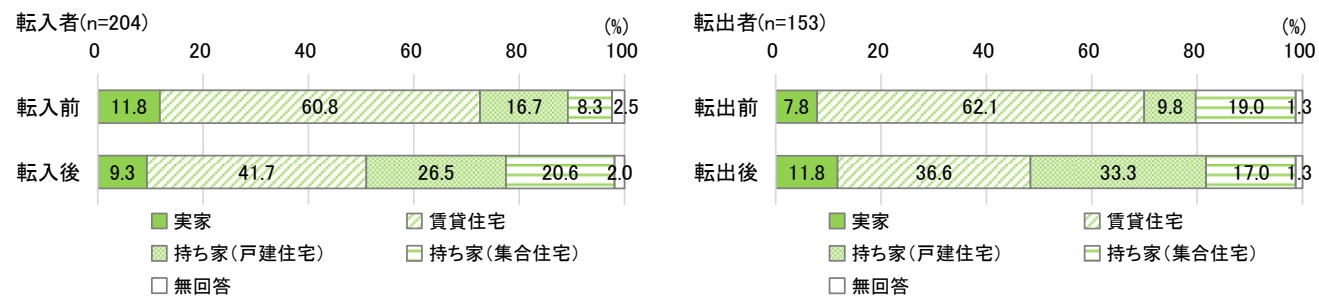 転入者(n=204)
(%)
0 20 40 60 80 100
転入前 11.8 60.8 16.7 8.3 2.5
転入後 9.3 41.7 26.5 20.6 2.0
実家 賃貸住宅
持ち家(戸建住宅) 持ち家(集合住宅)
無回答
転出者(n=153)
(%)
0 20 40 60 80 100
転出前 7.8 62.1 9.8 19.0 1.3
転出後 11.8 36.6 33.3 17.0 1.3
実家 賃貸住宅
持ち家(戸建住宅) 持ち家(集合住宅)
無回答